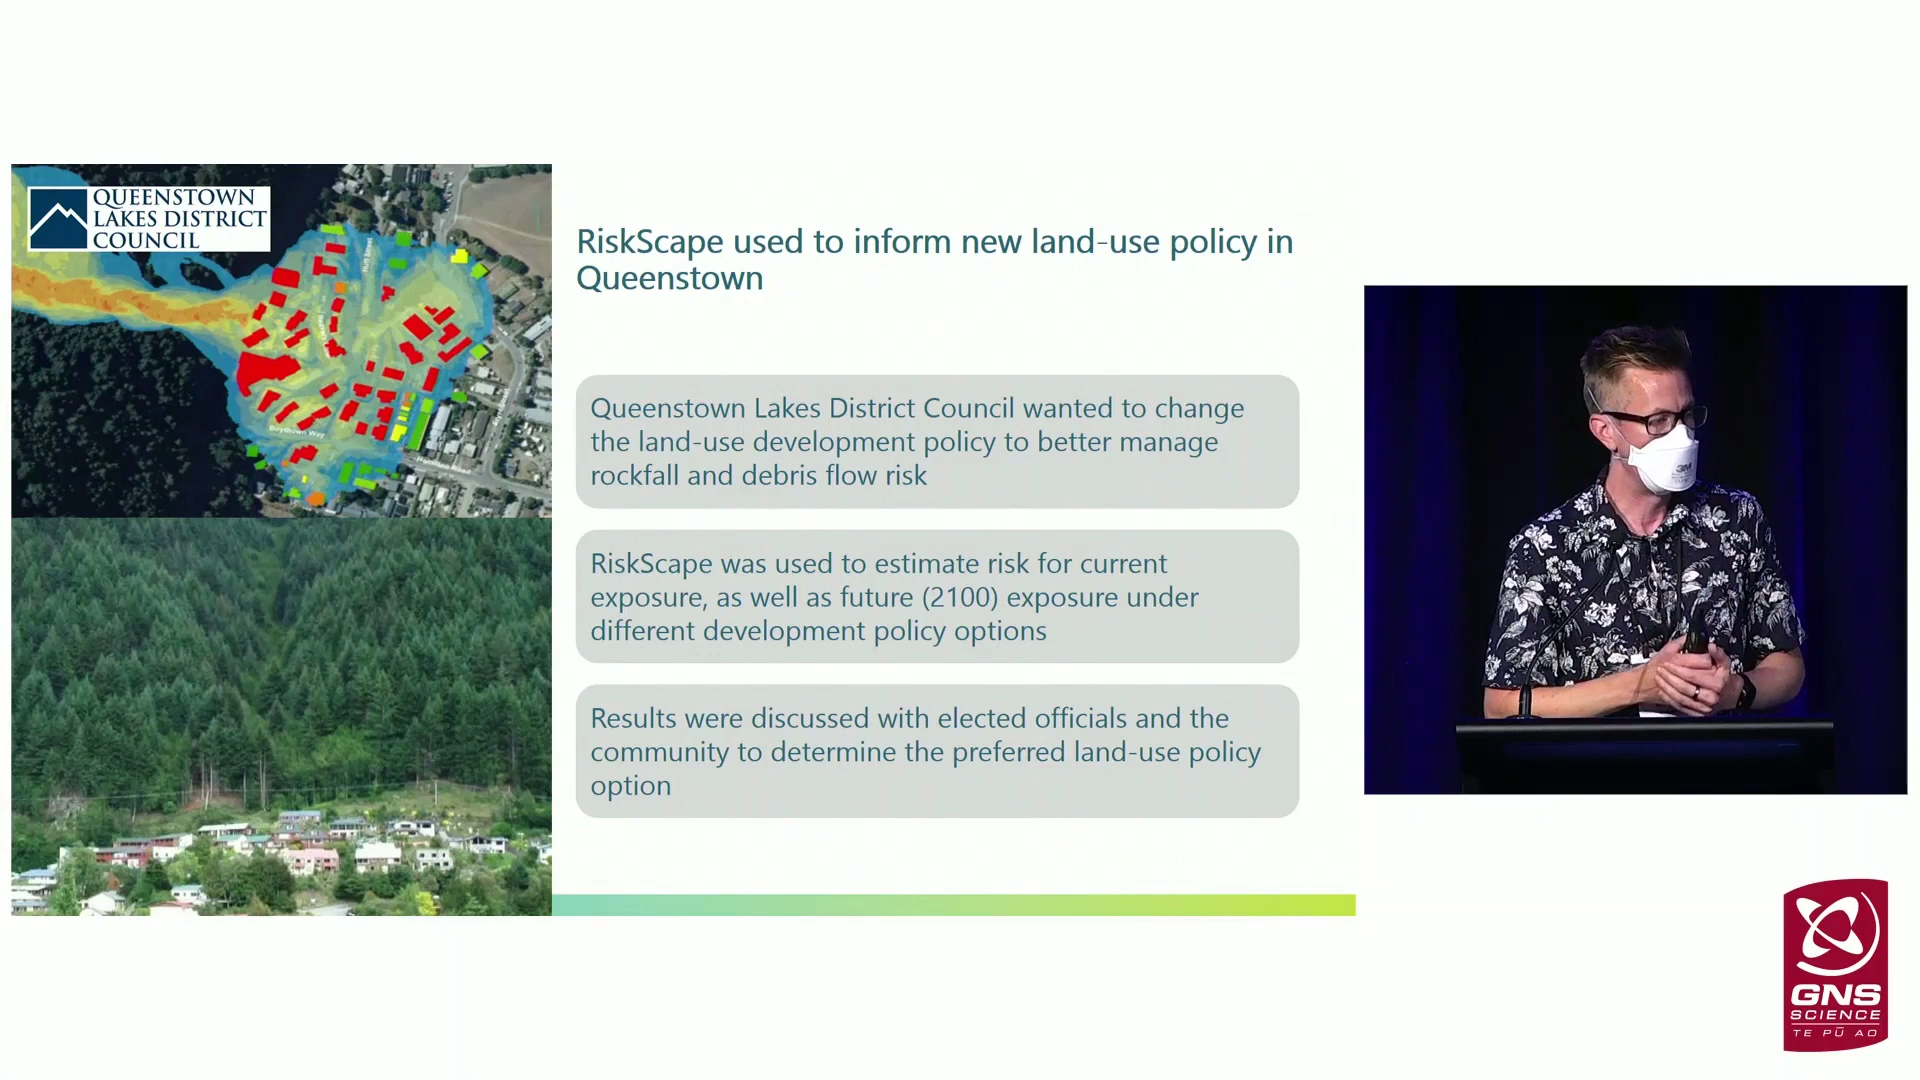 QUEENSTOWN
LAKES DISTRICT
COUNCIL
Boydtown Way
RiskScape used to inform new land-use policy in
Queenstown
Queenstown Lakes District Council wanted to change
the land-use development policy to better manage
rockfall and debris flow risk
RiskScape was used to estimate risk for current
exposure, as well as future (2100) exposure under
different development policy options
Results were discussed with elected officials and the
community to determine the preferred land-use policy
option
3M
GNS
SCIENCE
TE PŪ AO